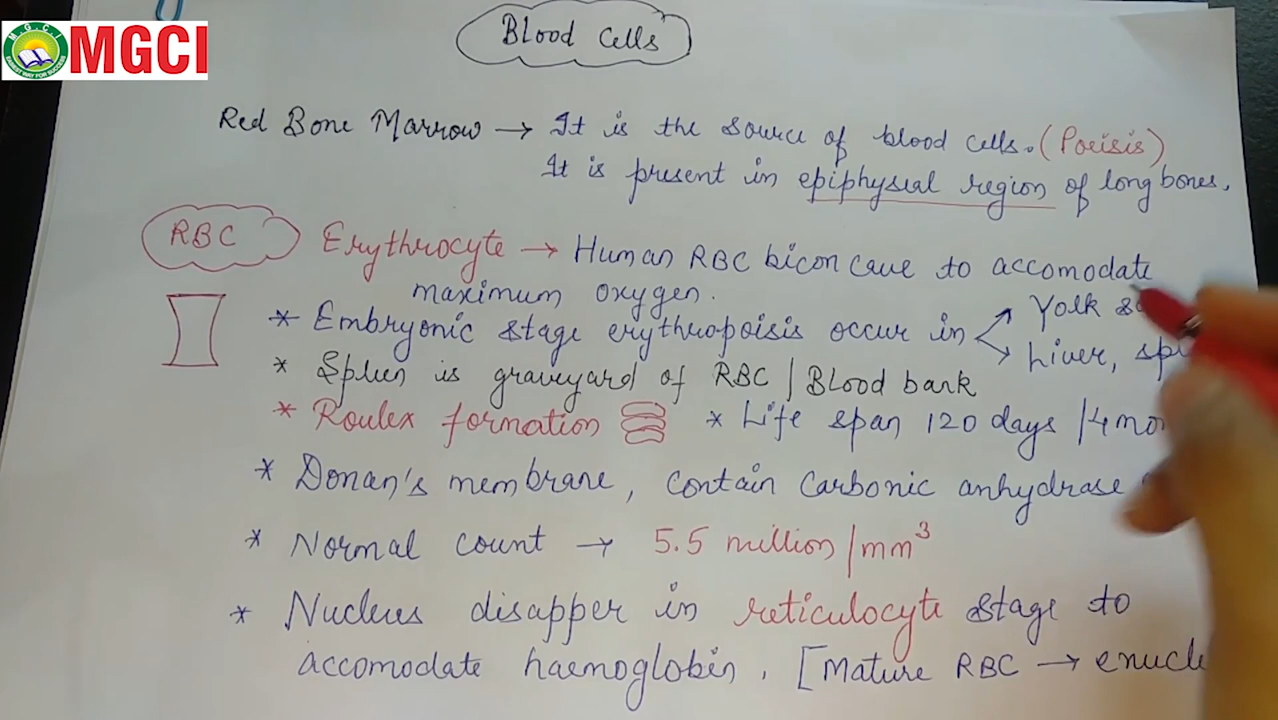 MGCI
Blood Cells
Red Bone Marrow → It is the source of blood cells. (Poeisis)
It is present in epiphyseal region of long bones.
RBC Erythrocyte → Human RBC biconcave to accomodate
maximum oxygen.
* Embryonic stage erythropoisis occur in
Yolk
Liver,
* Spleen is graveyard of RBC / Blood bank
* Roulex formation * Life span 120 days / 4
* Donan's membrane, contain carbonic anhydrase
* Normal count → 5.5 million/mm³
* Nucleus disapper in reticulocyte stage to
accomodate haemoglobin. [Mature RBC →